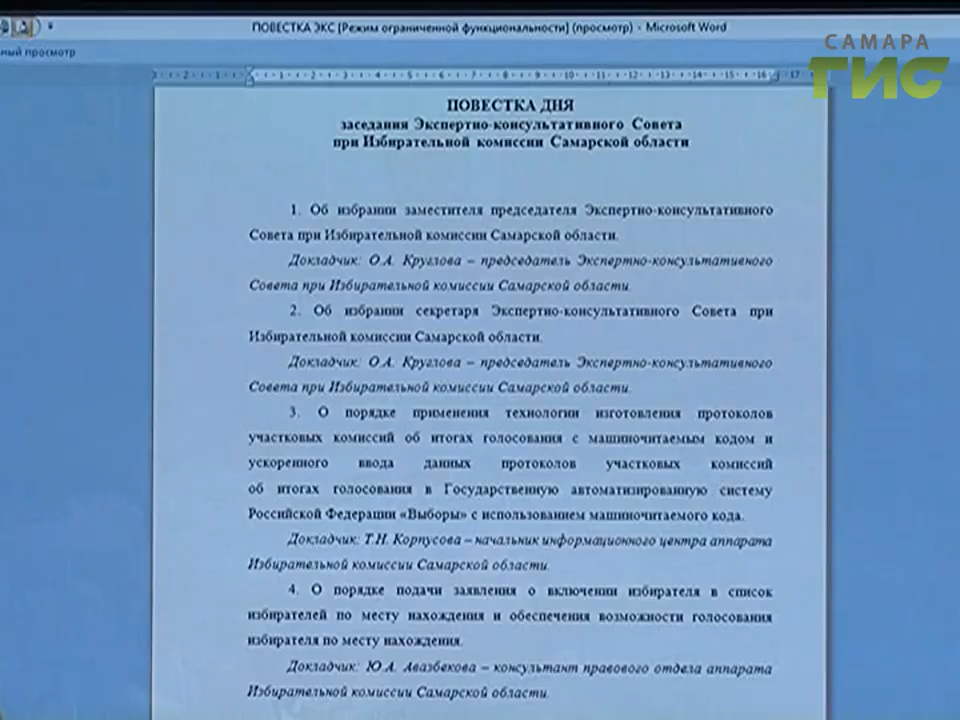 ПОВЕСТКА ЭКС [Режим ограниченной функциональности] (просмотр) - Microsoft Word
ный просмотр
САМАРА
ГИС
ПОВЕСТКА ДНЯ
заседания Экспертно-консультативного Совета
при Избирательной комиссии Самарской области
1. Об избрании заместителя председателя Экспертно-консультативного
Совета при Избирательной комиссии Самарской области.
Докладчик: О.А. Круглова – председатель Экспертно-консультативного
Совета при Избирательной комиссии Самарской области.
2. Об избрании секретаря Экспертно-консультативного Совета при
Избирательной комиссии Самарской области.
Докладчик: О.А. Круглова – председатель Экспертно-консультативного
Совета при Избирательной комиссии Самарской области.
3. О порядке применения технологии изготовления протоколов
участковых комиссий об итогах голосования с машиночитаемым кодом и
ускоренного ввода данных протоколов участковых комиссий
об итогах голосования в Государственную автоматизированную систему
Российской Федерации «Выборы» с использованием машиночитаемого кода.
Докладчик: Т.Н. Корпусова – начальник информационного центра аппарата
Избирательной комиссии Самарской области.
4. О порядке подачи заявления о включении избирателя в список
избирателей по месту нахождения и обеспечения возможности голосования
избирателя по месту нахождения.
Докладчик: Ю.А. Авазбекова – консультант правового отдела аппарата
Избирательной комиссии Самарской области.